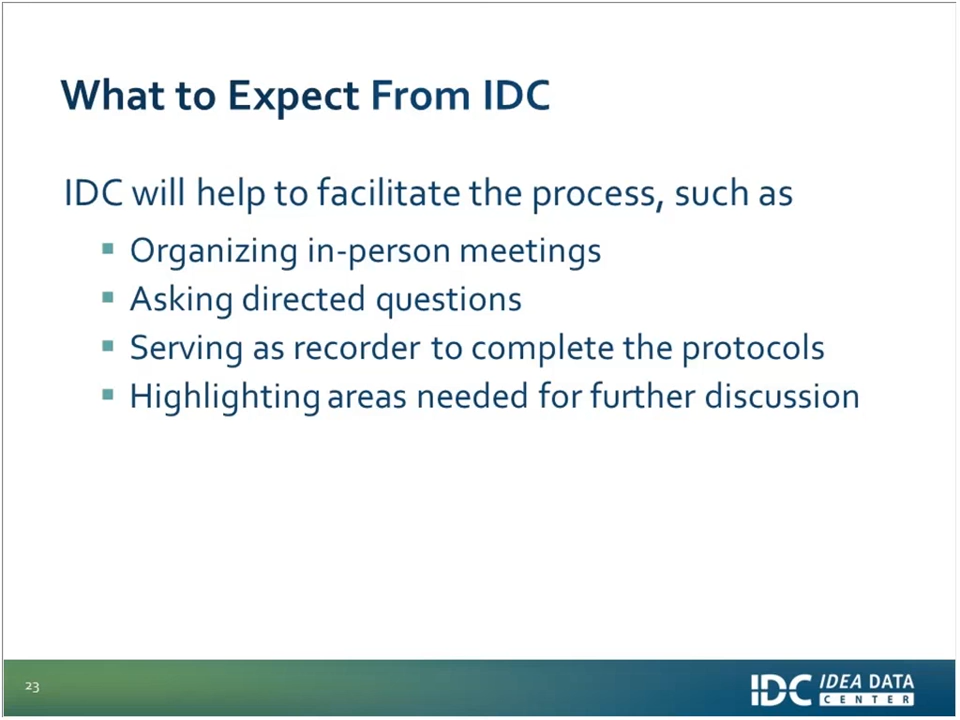 What to Expect From IDC
IDC will help to facilitate the process, such as
Organizing in-person meetings
Asking directed questions
Serving as recorder to complete the protocols
Highlighting areas needed for further discussion
23
IDC IDEA DATA
CENTER